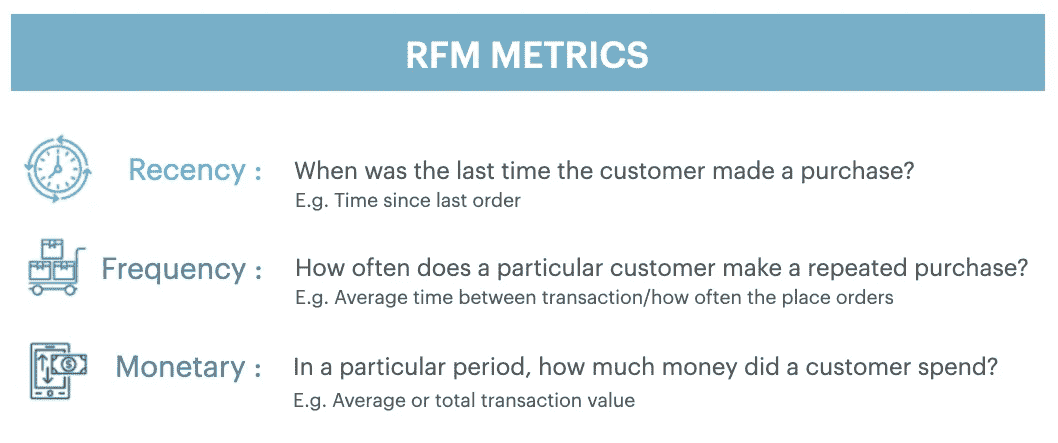 RFM METRICS
Recency : When was the last time the customer made a purchase?
E.g. Time since last order
Frequency : How often does a particular customer make a repeated purchase?
E.g. Average time between transaction/how often the place orders
Monetary : In a particular period, how much money did a customer spend?
E.g. Average or total transaction value